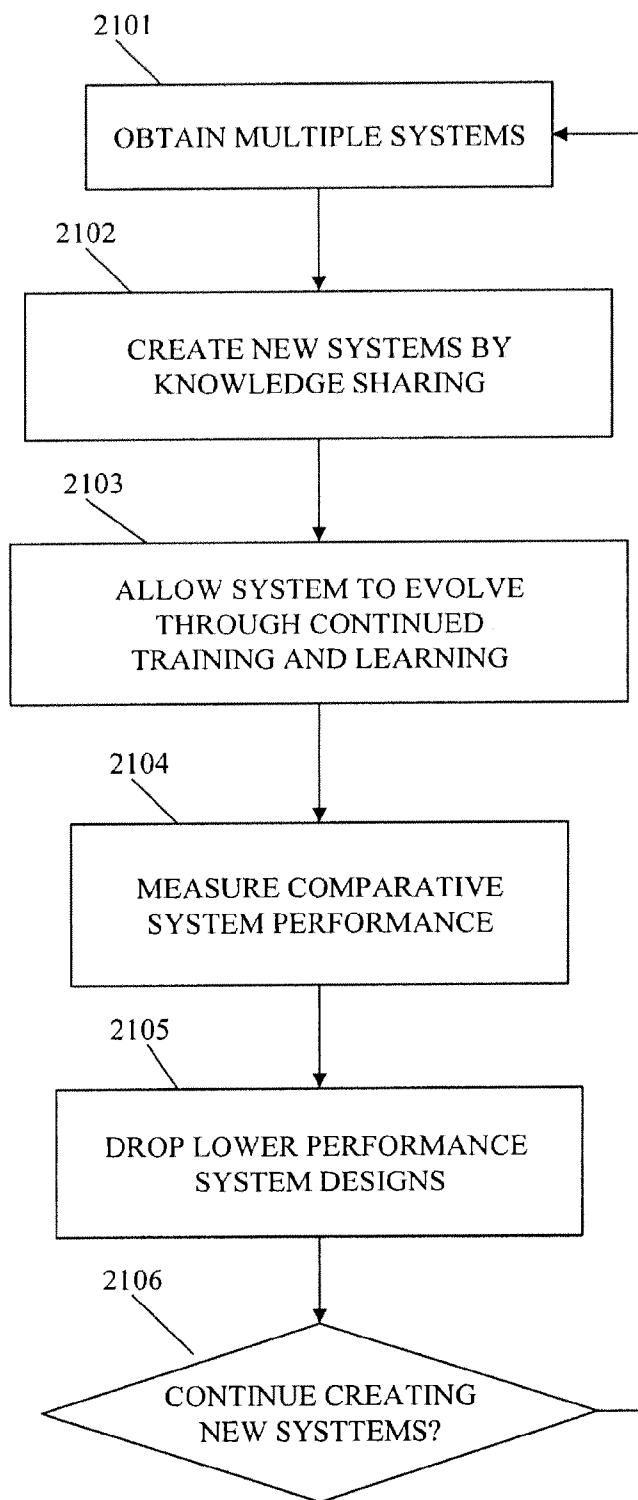 2101
OBTAIN MULTIPLE SYSTEMS
2102
CREATE NEW SYSTEMS BY
KNOWLEDGE SHARING
2103
ALLOW SYSTEM TO EVOLVE
THROUGH CONTINUED
TRAINING AND LEARNING
2104
MEASURE COMPARATIVE
SYSTEM PERFORMANCE
2105
DROP LOWER PERFORMANCE
SYSTEM DESIGNS
2106
CONTINUE CREATING
NEW SYSTTEMS?